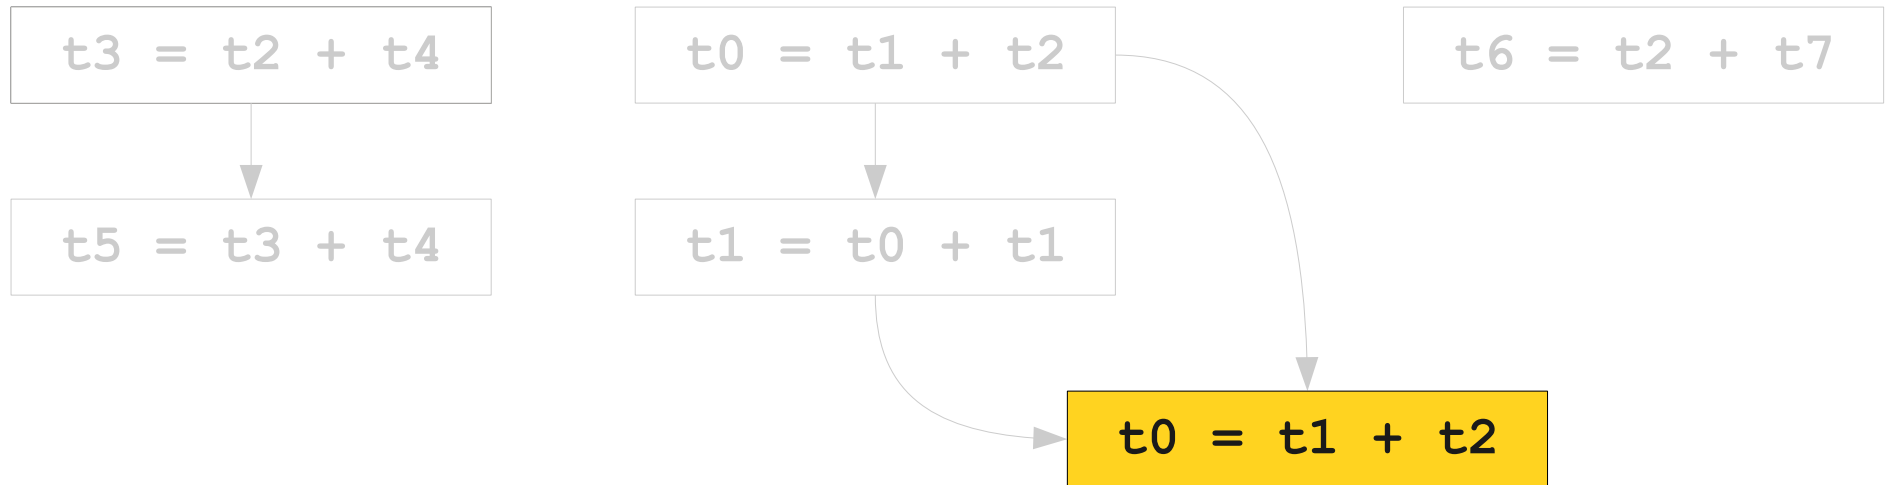 t3 = t2 + t4
t0 = t1 + t2
t6 = t2 + t7
t5 = t3 + t4
t1 = t0 + t1
t0 = t1 + t2